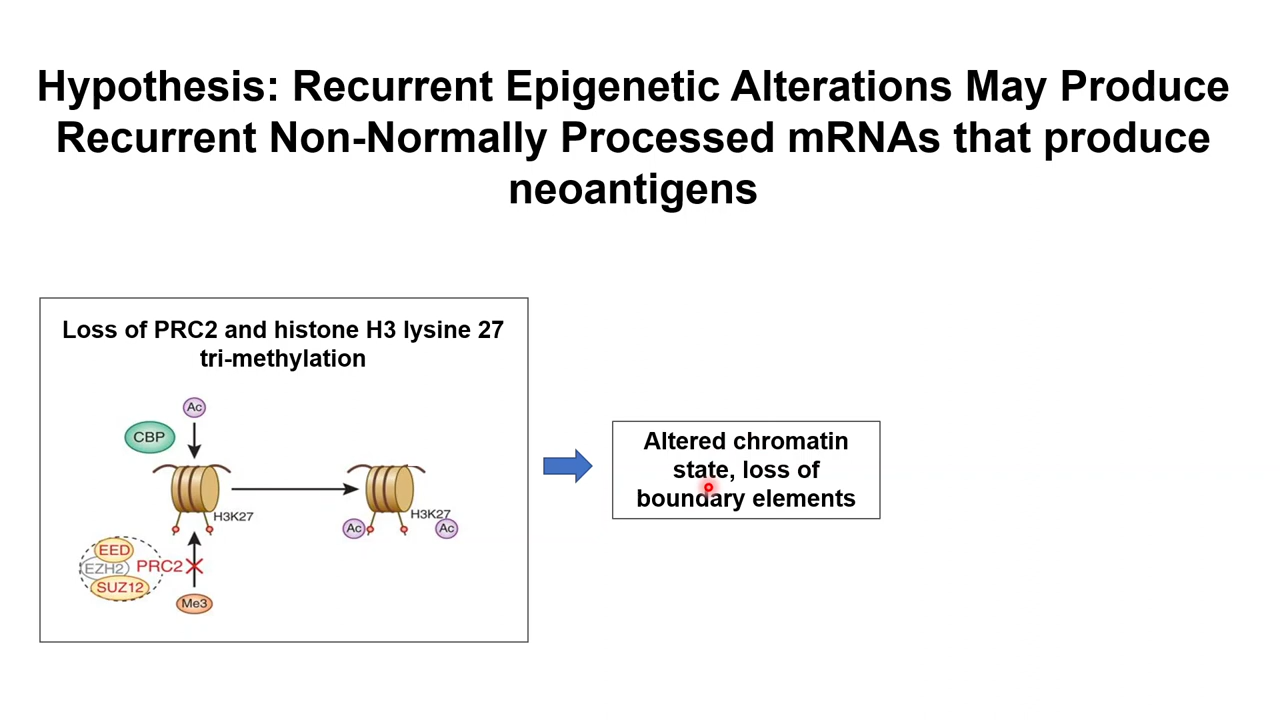 Hypothesis: Recurrent Epigenetic Alterations May Produce
Recurrent Non-Normally Processed mRNAs that produce
neoantigens
Loss of PRC2 and histone H3 lysine 27
tri-methylation
Ac
CBP
H3K27
H3K27
Ac
Ac
EED
EZH2
PRC2
SUZ12
Me3
Altered chromatin
state, loss of
boundary elements